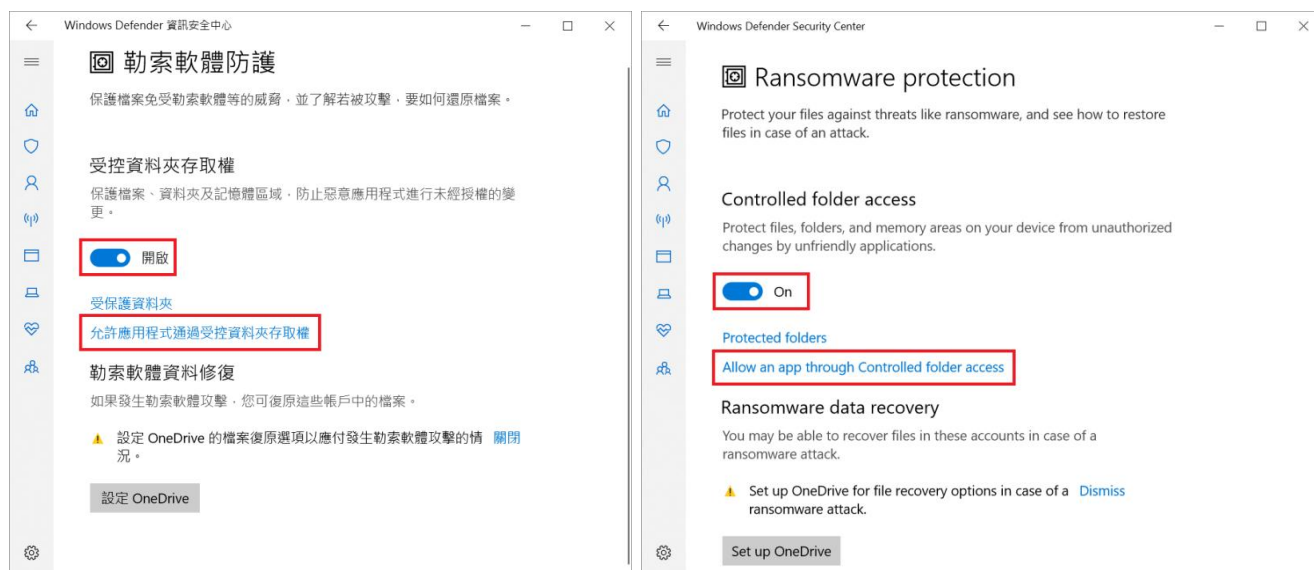 Windows Defender 資訊安全中心
勒索軟體防護
保護檔案免受勒索軟體等的威脅，並了解若被攻擊，要如何還原檔案。
受控資料夾存取權
保護檔案、資料夾及記憶體區域，防止惡意應用程式進行未經授權的變
更。
開啟
受保護資料夾
允許應用程式通過受控資料夾存取權
勒索軟體資料修復
如果發生勒索軟體攻擊，您可復原這些帳戶中的檔案。
設定 OneDrive 的檔案復原選項以應付發生勒索軟體攻擊的情 關閉
況。
設定 OneDrive
Windows Defender Security Center
Ransomware protection
Protect your files against threats like ransomware, and see how to restore
files in case of an attack.
Controlled folder access
Protect files, folders, and memory areas on your device from unauthorized
changes by unfriendly applications.
On
Protected folders
Allow an app through Controlled folder access
Ransomware data recovery
You may be able to recover files in these accounts in case of a
ransomware attack.
Set up OneDrive for file recovery options in case of a Dismiss
ransomware attack.
Set up OneDrive